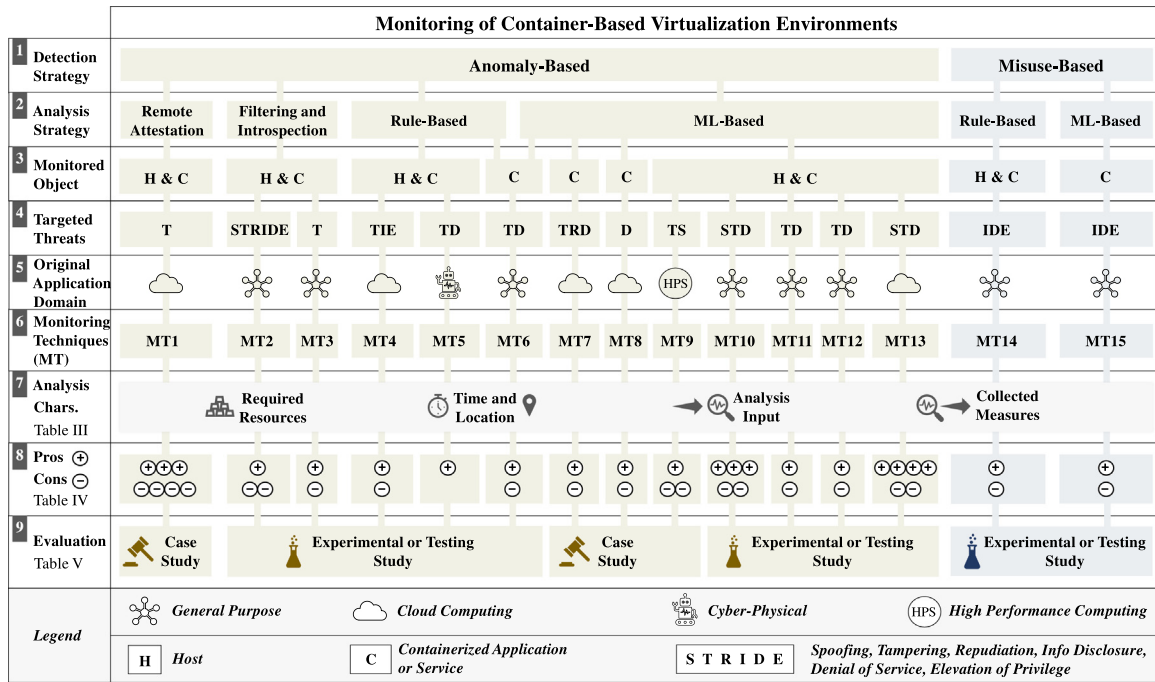 Monitoring of Container-Based Virtualization Environments
1 Detection
Strategy
Anomaly-Based Misuse-Based
2 Analysis
Strategy
Remote
Attestation
Filtering and
Introspection
Rule-Based ML-Based Rule-Based ML-Based
3 Monitored
Object
H & C H & C H & C C C C H & C H & C C
4 Targeted
Threats
T STRIDE T TIE TD TD TRD D TS STD TD TD STD IDE IDE
5 Original
Application
Domain
HPS
6 Monitoring
Techniques
(MT)
MT1 MT2 MT3 MT4 MT5 MT6 MT7 MT8 MT9 MT10 MT11 MT12 MT13 MT14 MT15
7 Analysis
Chars.
Table III
Required
Resources
Time and
Location
Analysis
Input
Collected
Measures
8 Pros
Cons
Table IV
9 Evaluation
Table V
Case
Study
Experimental or Testing
Study
Case
Study
Experimental or Testing
Study
Experimental or Testing
Study
Legend
General Purpose
Cloud Computing
Cyber-Physical
HPS High Performance Computing
H Host
C Containerized Application
or Service
S T R I D E Spoofing, Tampering, Repudiation, Info Disclosure,
Denial of Service, Elevation of Privilege